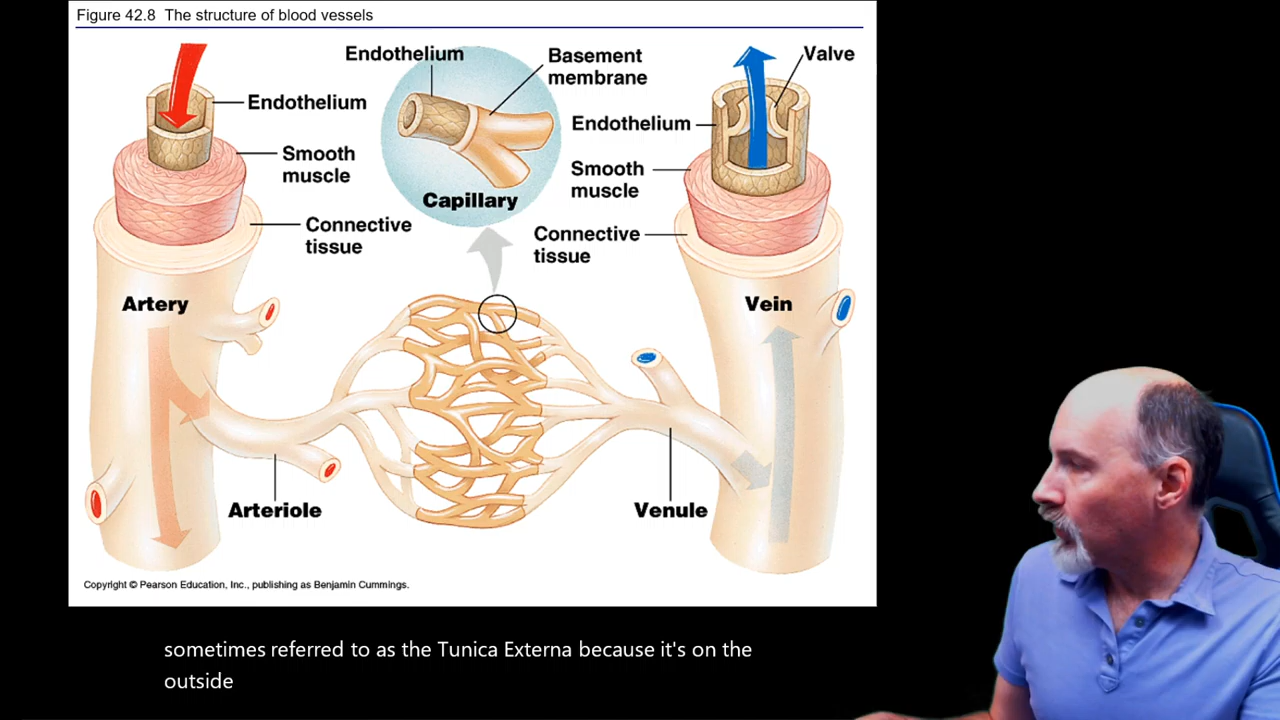 Figure 42.8 The structure of blood vessels
Endothelium
Basement
membrane
Valve
Endothelium
Endothelium
Smooth
muscle
Smooth
muscle
Capillary
Connective
tissue
Connective
tissue
Artery
Vein
Arteriole
Venule
Copyright © Pearson Education, Inc., publishing as Benjamin Cummings.
sometimes referred to as the Tunica Externa because it's on the
outside